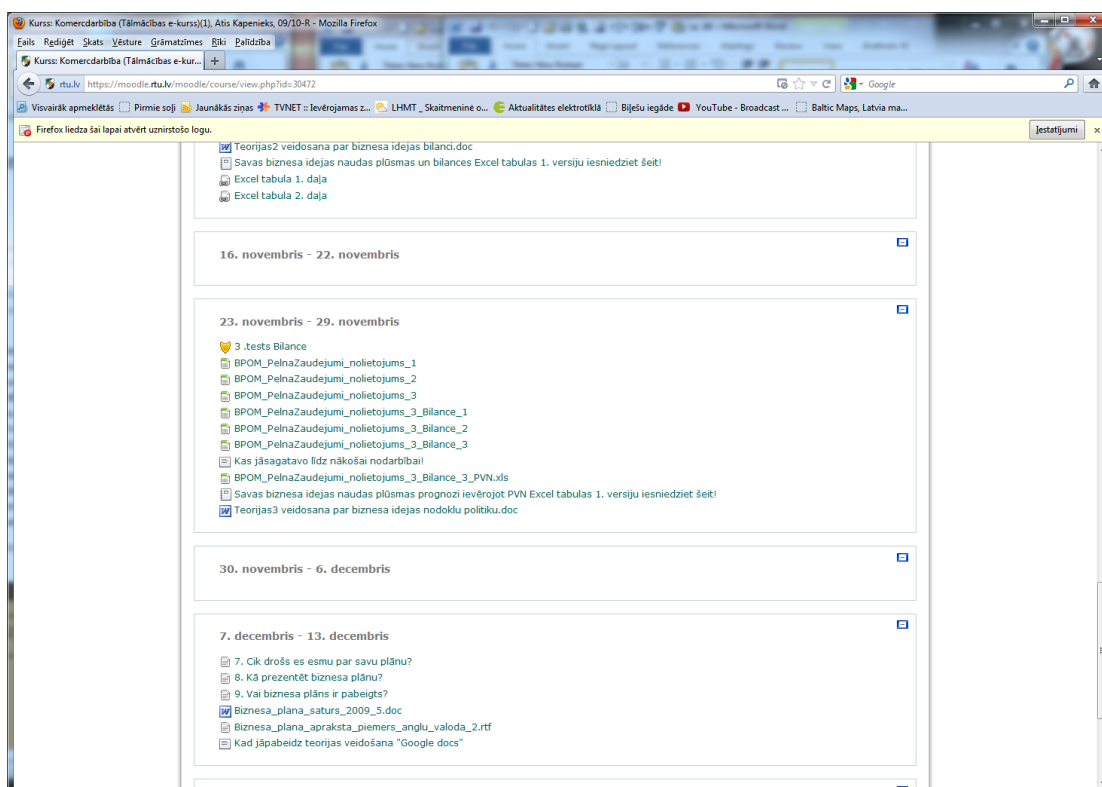 Kurss: Komercdarbība (Tālmācības e-kurss)(1), Atis Kapenieks, 09/10-R - Mozilla Firefox
Fails Rediģēt Skats Vēsture Grāmatzīmes Rīki Palīdzība
Kurss: Komercdarbība (Tālmācības e-kur... +
rtu.lv https://moodle.rtu.lv/moodle/course/view.php?id=30472 Google
Visvairāk apmeklētās Pirmie soļi Jaunākās ziņas TVNET :: Ievērojamas z... LHMT _ Skaitmeninė o... Aktualitātes elektrotīklā Biļešu iegāde YouTube - Broadcast ... Baltic Maps, Latvia ma...
Firefox liedza šai lapai atvērt uznirstošo logu. Iestatījumi x
Teorijas2 veidosana par biznesa idejas bilanci.doc
Savas biznesa idejas naudas plūsmas un bilances Excel tabulas 1. versiju iesniedziet šeit!
Excel tabula 1. daļa
Excel tabula 2. daļa
16. novembris - 22. novembris
23. novembris - 29. novembris
3 .tests Bilance
BPOM_PelnaZaudejumi_nolietojums_1
BPOM_PelnaZaudejumi_nolietojums_2
BPOM_PelnaZaudejumi_nolietojums_3
BPOM_PelnaZaudejumi_nolietojums_3_Bilance_1
BPOM_PelnaZaudejumi_nolietojums_3_Bilance_2
BPOM_PelnaZaudejumi_nolietojums_3_Bilance_3
Kas jāsagatavo līdz nākošai nodarbībai!
BPOM_PelnaZaudejumi_nolietojums_3_Bilance_3_PVN.xls
Savas biznesa idejas naudas plūsmas prognozi ievērojot PVN Excel tabulas 1. versiju iesniedziet šeit!
Teorijas3 veidosana par biznesa idejas nodoklu politiku.doc
30. novembris - 6. decembris
7. decembris - 13. decembris
7. Cik drošs es esmu par savu plānu?
8. Kā prezentēt biznesa plānu?
9. Vai biznesa plāns ir pabeigts?
Biznesa_plana_saturs_2009_5.doc
Biznesa_plana_apraksta_piemers_anglu_valoda_2.rtf
Kad jāpabeidz teorijas veidošana "Google docs"